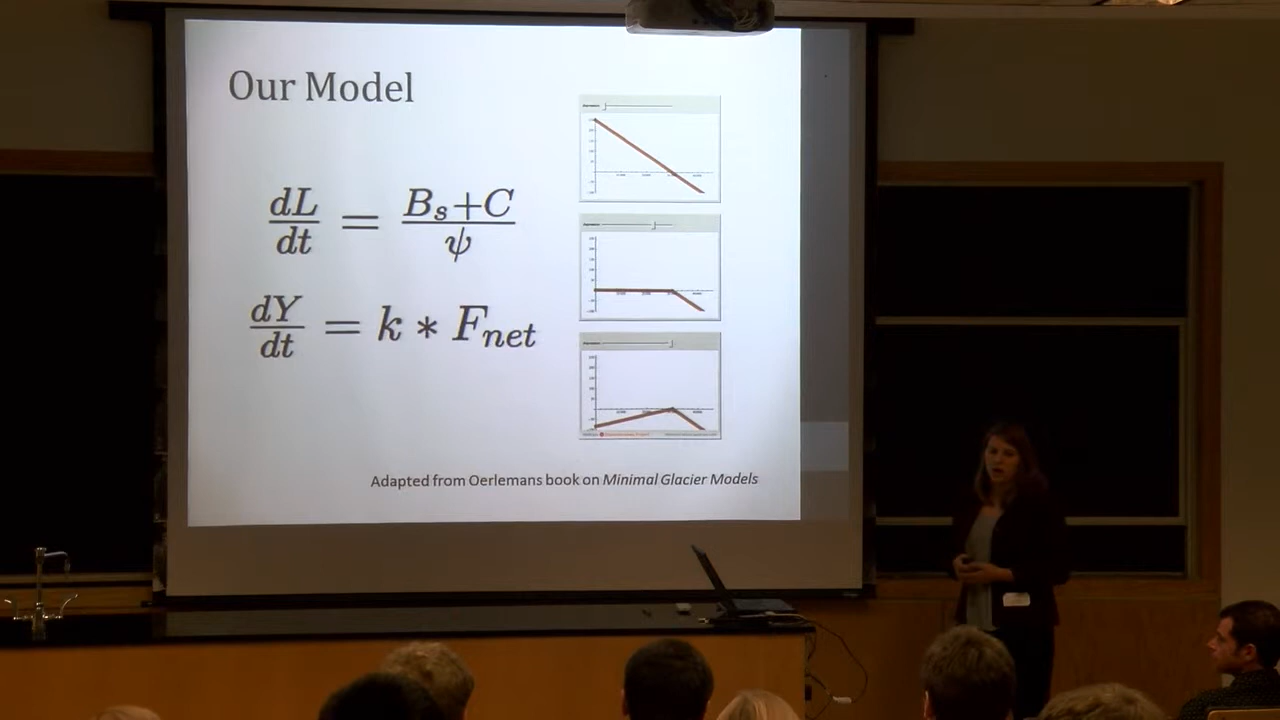 Our Model
dL/dt = B_s+C/ψ
dY/dt = k * F_net
Adapted from Oerlemans book on Minimal Glacier Models